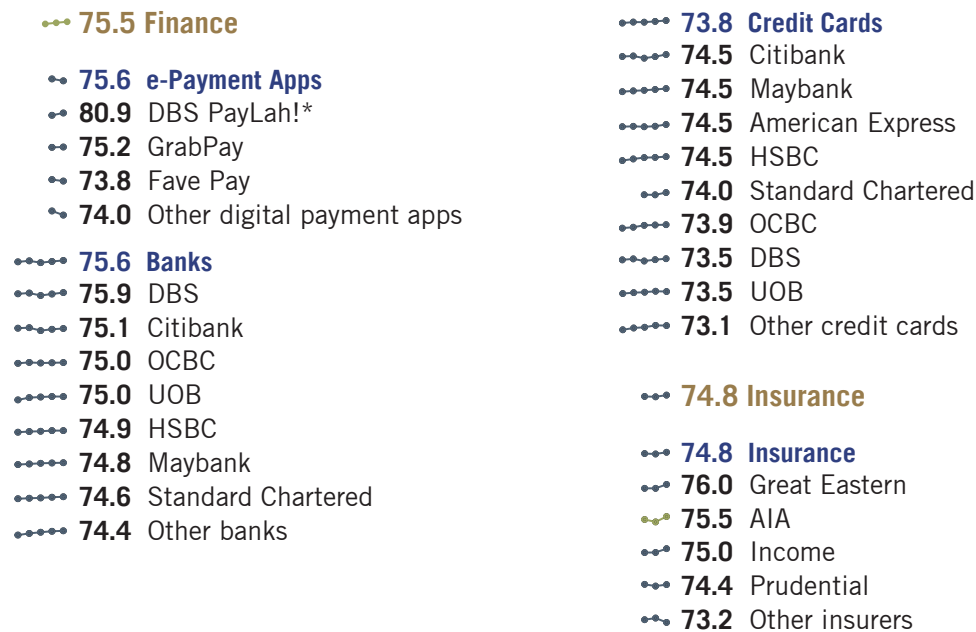 75.5 Finance
75.6 e-Payment Apps
80.9 DBS PayLah!*
75.2 GrabPay
73.8 Fave Pay
74.0 Other digital payment apps
75.6 Banks
75.9 DBS
75.1 Citibank
75.0 OCBC
75.0 UOB
74.9 HSBC
74.8 Maybank
74.6 Standard Chartered
74.4 Other banks
73.8 Credit Cards
74.5 Citibank
74.5 Maybank
74.5 American Express
74.5 HSBC
74.0 Standard Chartered
73.9 OCBC
73.5 DBS
73.5 UOB
73.1 Other credit cards
74.8 Insurance
74.8 Insurance
76.0 Great Eastern
75.5 AIA
75.0 Income
74.4 Prudential
73.2 Other insurers